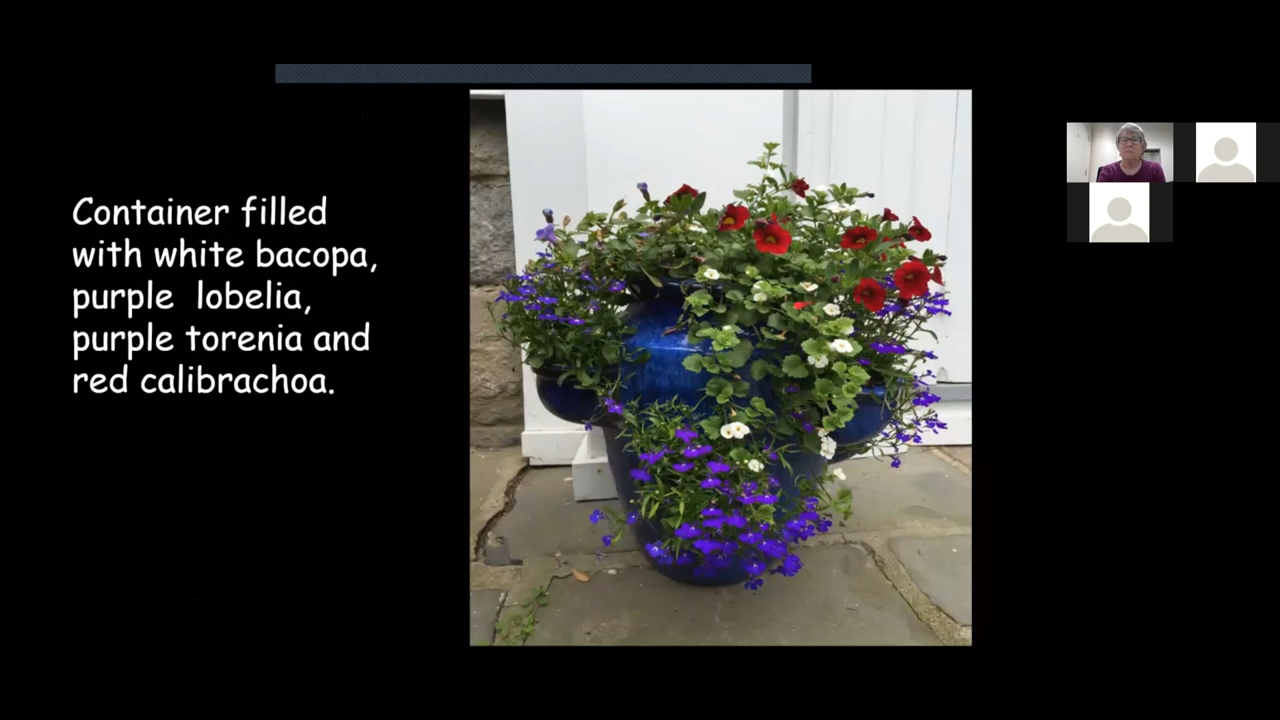 Container filled
with white bacopa,
purple  lobelia,
purple torenia and
red calibrachoa.